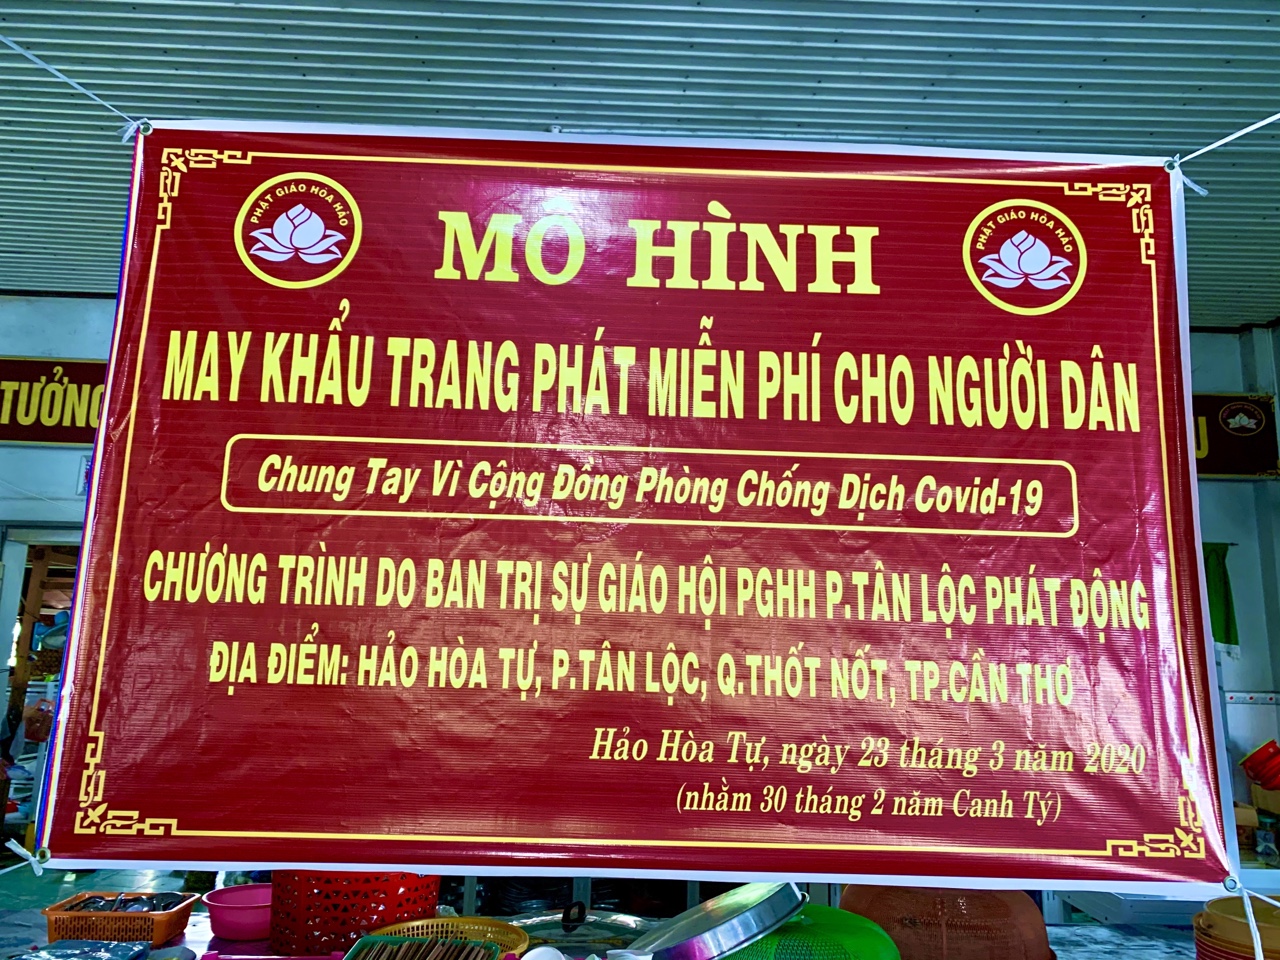 PHẬT GIÁO HÒA HẢO
PHẬT GIÁO HÒA HẢO
MÔ HÌNH
MAY KHẨU TRANG PHÁT MIỄN PHÍ CHO NGƯỜI DÂN
Chung Tay Vì Cộng Đồng Phòng Chống Dịch Covid-19
CHƯƠNG TRÌNH DO BAN TRỊ SỰ GIÁO HỘI PGHH P.TÂN LỘC PHÁT ĐỘNG
ĐỊA ĐIỂM: HẢO HÒA TỰ, P.TÂN LỘC, Q.THỐT NỐT, TP.CẦN THƠ
Hảo Hòa Tự, ngày 23 tháng 3 năm 2020
(nhằm 30 tháng 2 năm Canh Tý)
TƯỞNG